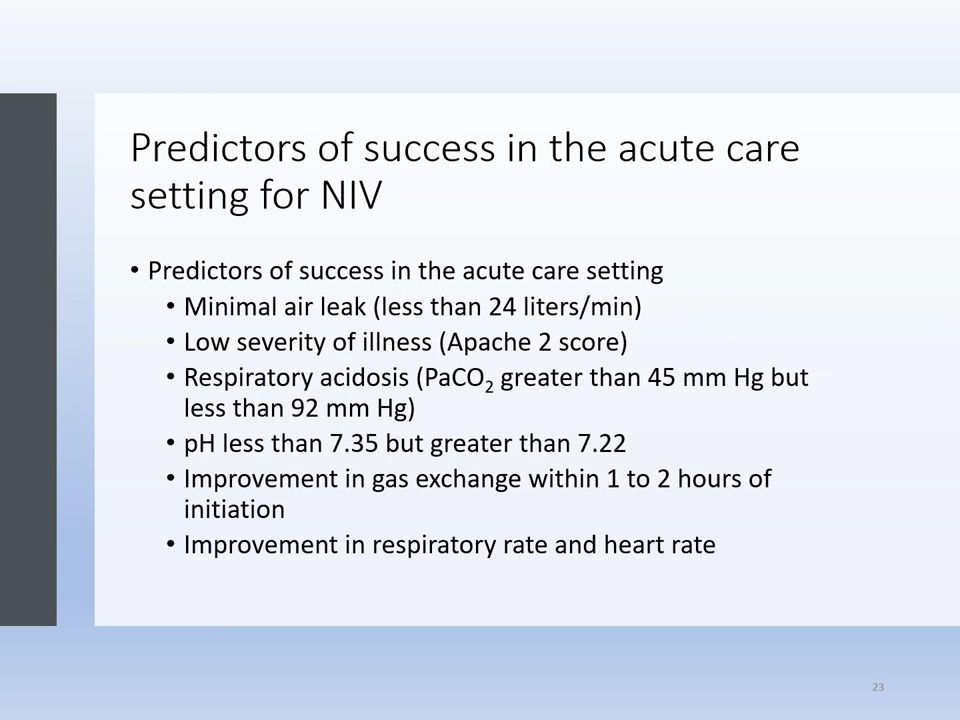 Predictors of success in the acute care
setting for NIV
• Predictors of success in the acute care setting
• Minimal air leak (less than 24 liters/min)
• Low severity of illness (Apache 2 score)
• Respiratory acidosis (PaCO₂ greater than 45 mm Hg but
less than 92 mm Hg)
• pH less than 7.35 but greater than 7.22
• Improvement in gas exchange within 1 to 2 hours of
initiation
• Improvement in respiratory rate and heart rate
23